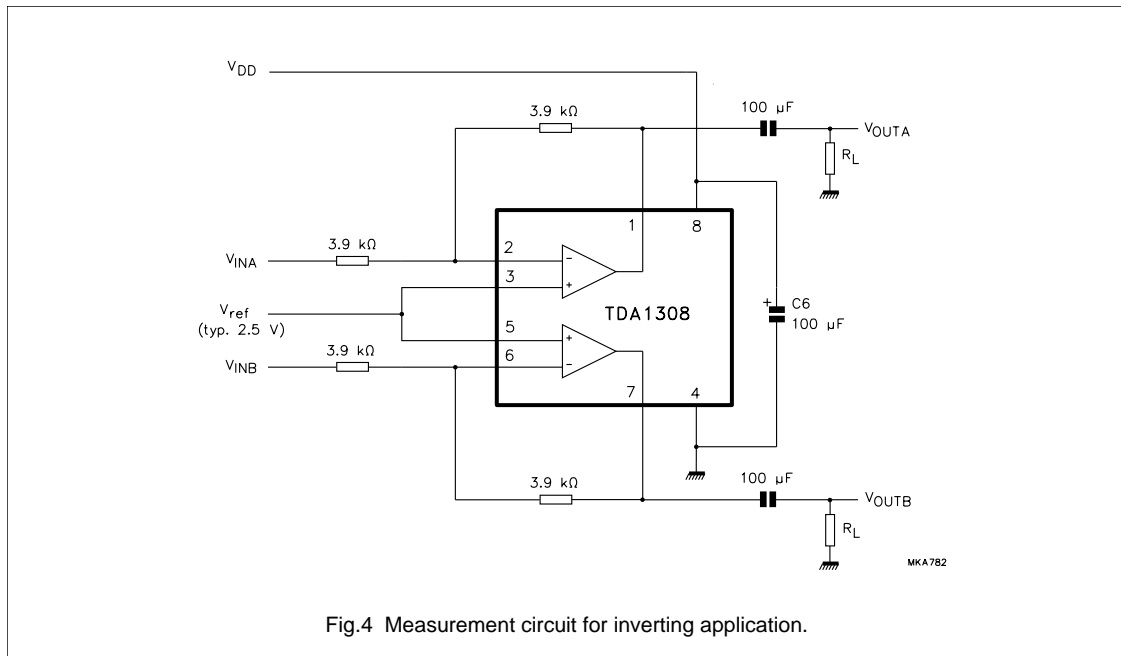 VDD
3.9 kΩ
100 µF
VOUTA
RL
1
8
3.9 kΩ
VINA
2
3
Vref
(typ. 2.5 V)
TDA1308
+
C6
100 µF
5
3.9 kΩ
VINB
6
7
4
3.9 kΩ
100 µF
VOUTB
RL
MKA782
Fig.4 Measurement circuit for inverting application.